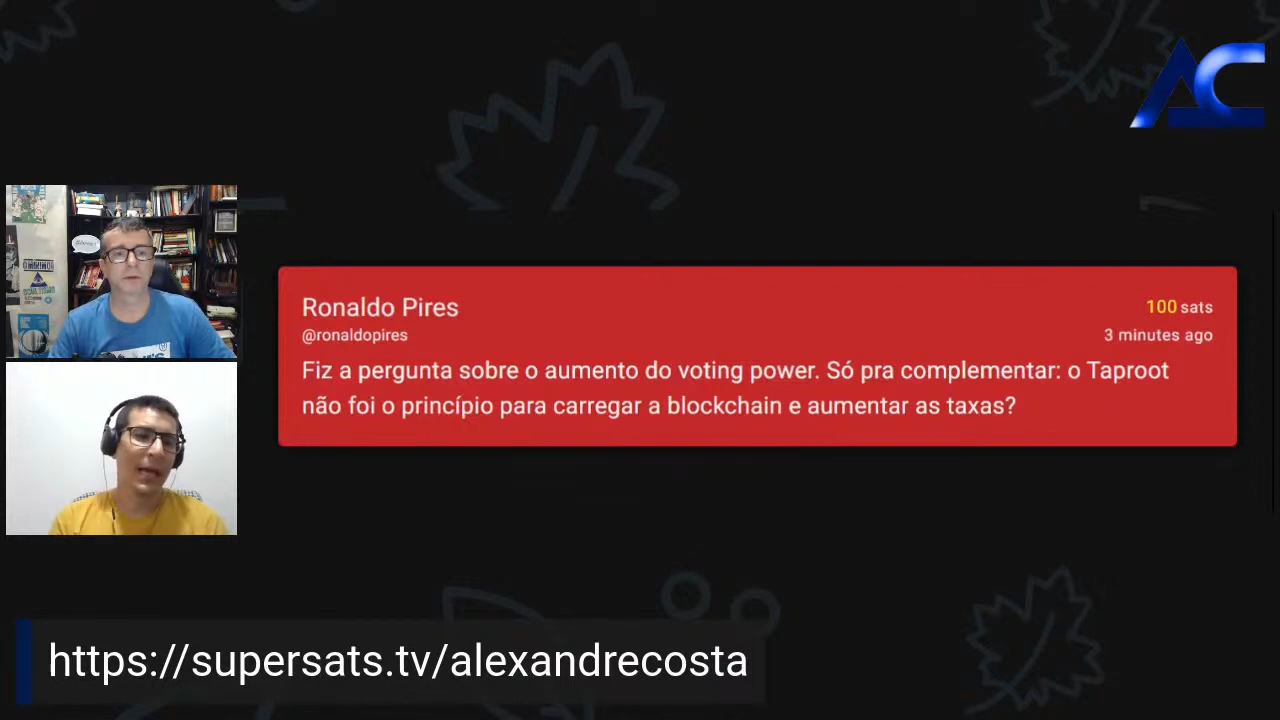 AC
Ronaldo Pires
100 sats
@ronaldopires
3 minutes ago
Fiz a pergunta sobre o aumento do voting power. Só pra complementar: o Taproot
não foi o princípio para carregar a blockchain e aumentar as taxas?
https://supersats.tv/alexandrecosta